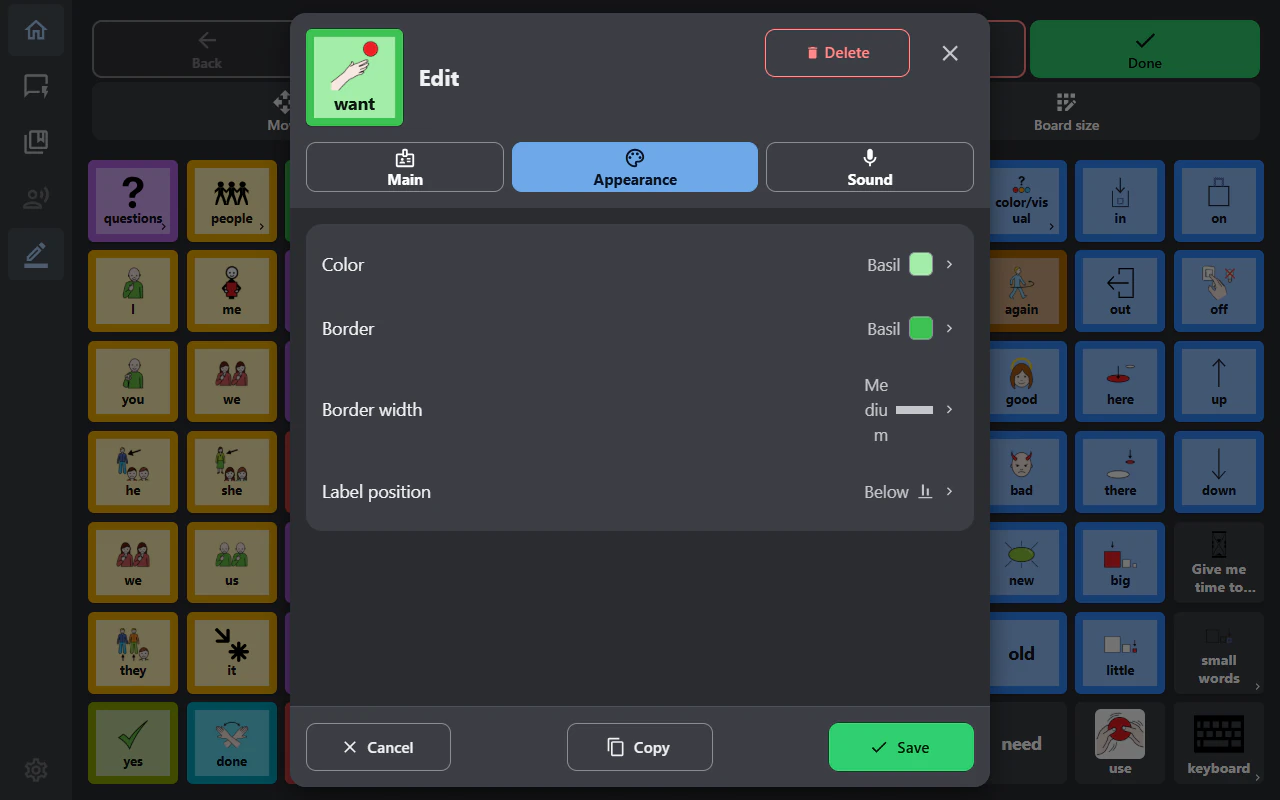 Back
Done
Board size
want
Edit
Delete
Main
Appearance
Sound
Color
Basil
Border
Basil
Border width
Me
diu
m
Label position
Below
Cancel
Copy
Save
questions
people
color/vis
ual
in
on
I
me
again
out
off
you
we
good
here
up
he
she
bad
there
down
we
us
new
big
Give me
time to...
they
it
old
little
small
words
yes
done
need
use
keyboard